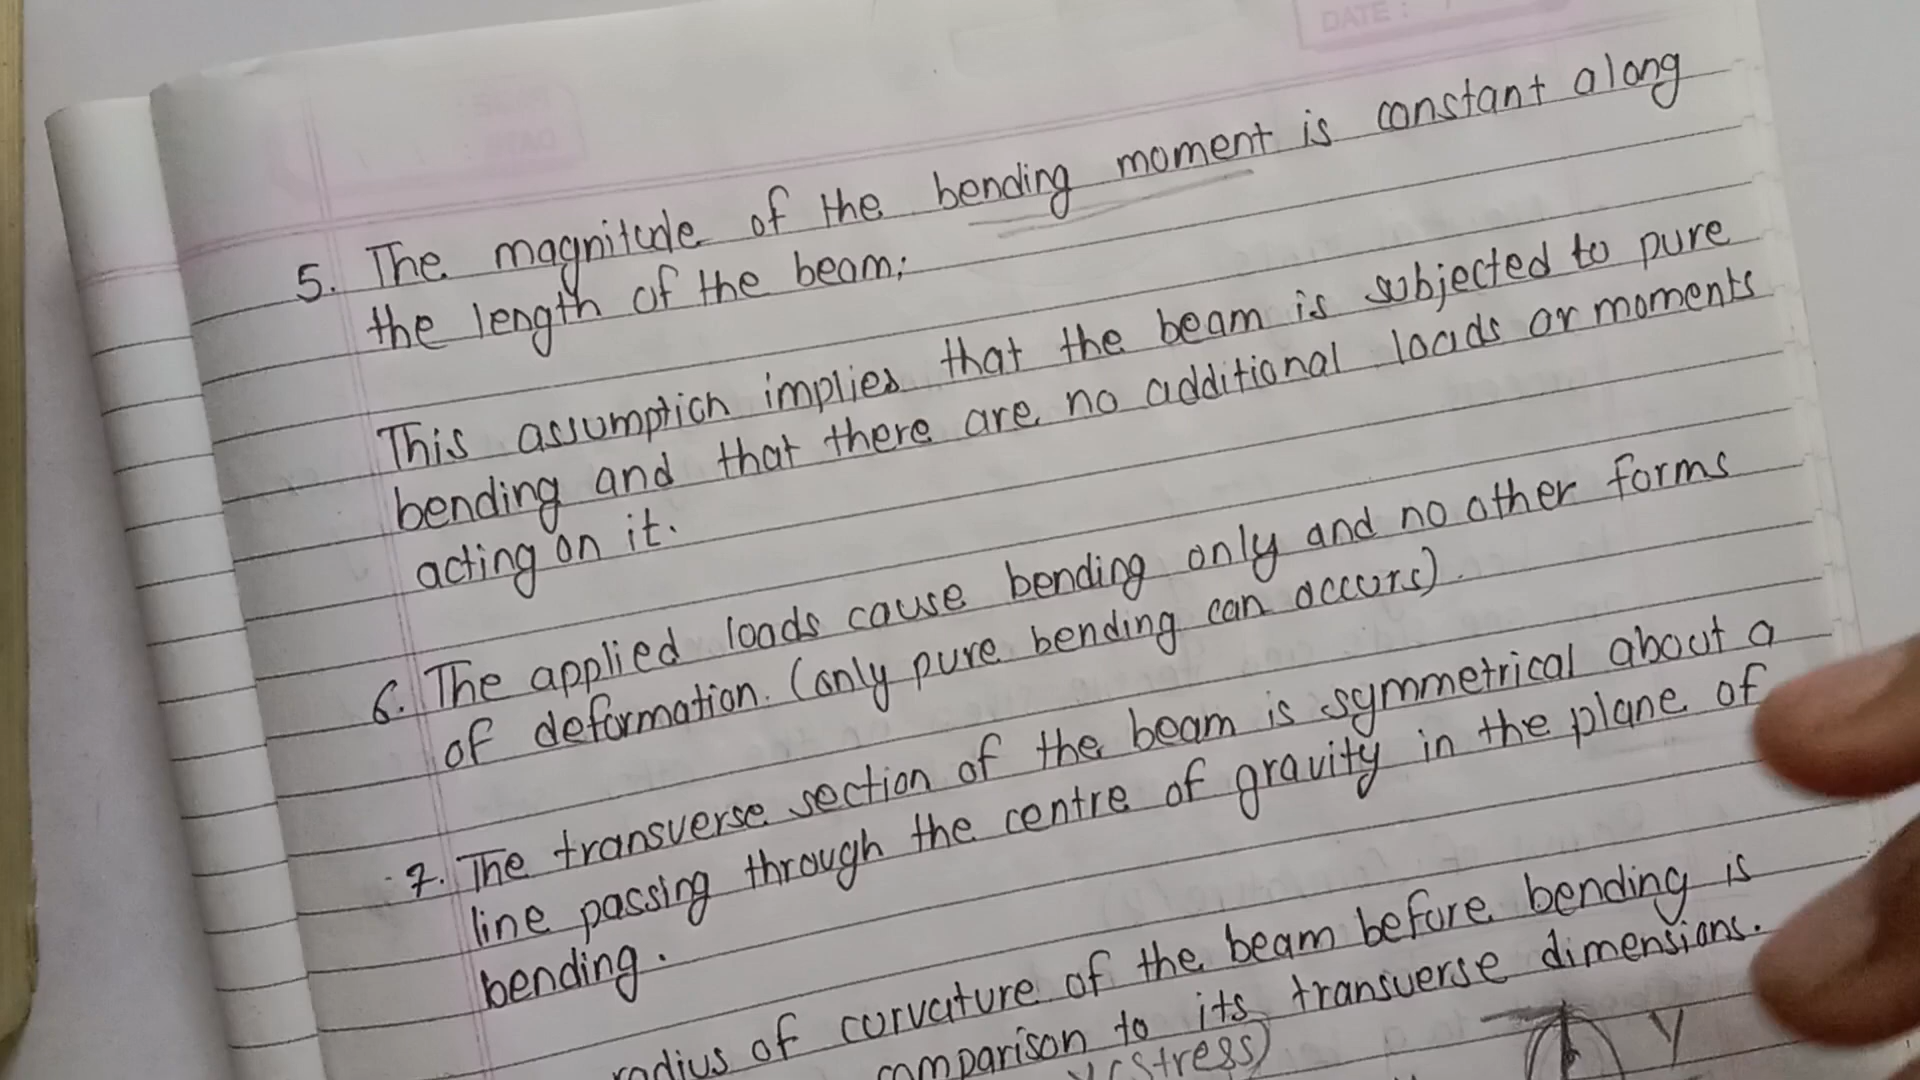 DATE :
5. The magnitude of the bending moment is constant along
the length of the beam:
This assumption implies that the beam is subjected to pure
bending and that there are no additional loads or moments
acting on it.
6. The applied loads cause bending only and no other forms
of deformation. (only pure bending can occurs).
7. The transverse section of the beam is symmetrical about a
line passing through the centre of gravity in the plane of
bending.
radius of curvature of the beam before bending is
comparison to its transverse dimensions.
(stress)
Y